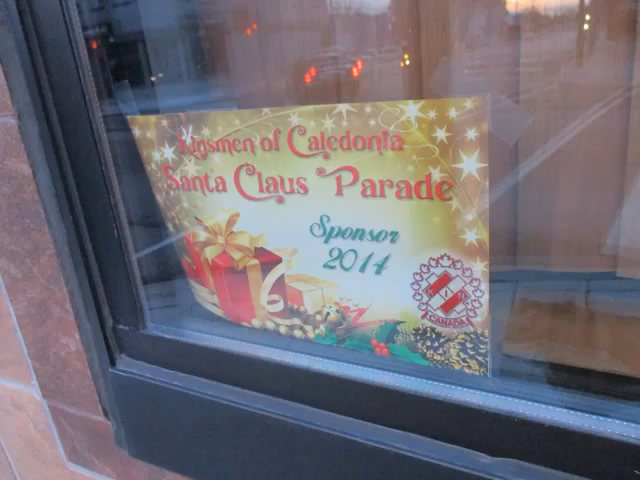 Kinsmen of Caledonia
Santa Claus Parade
Sponsor
2014
K
CANADA